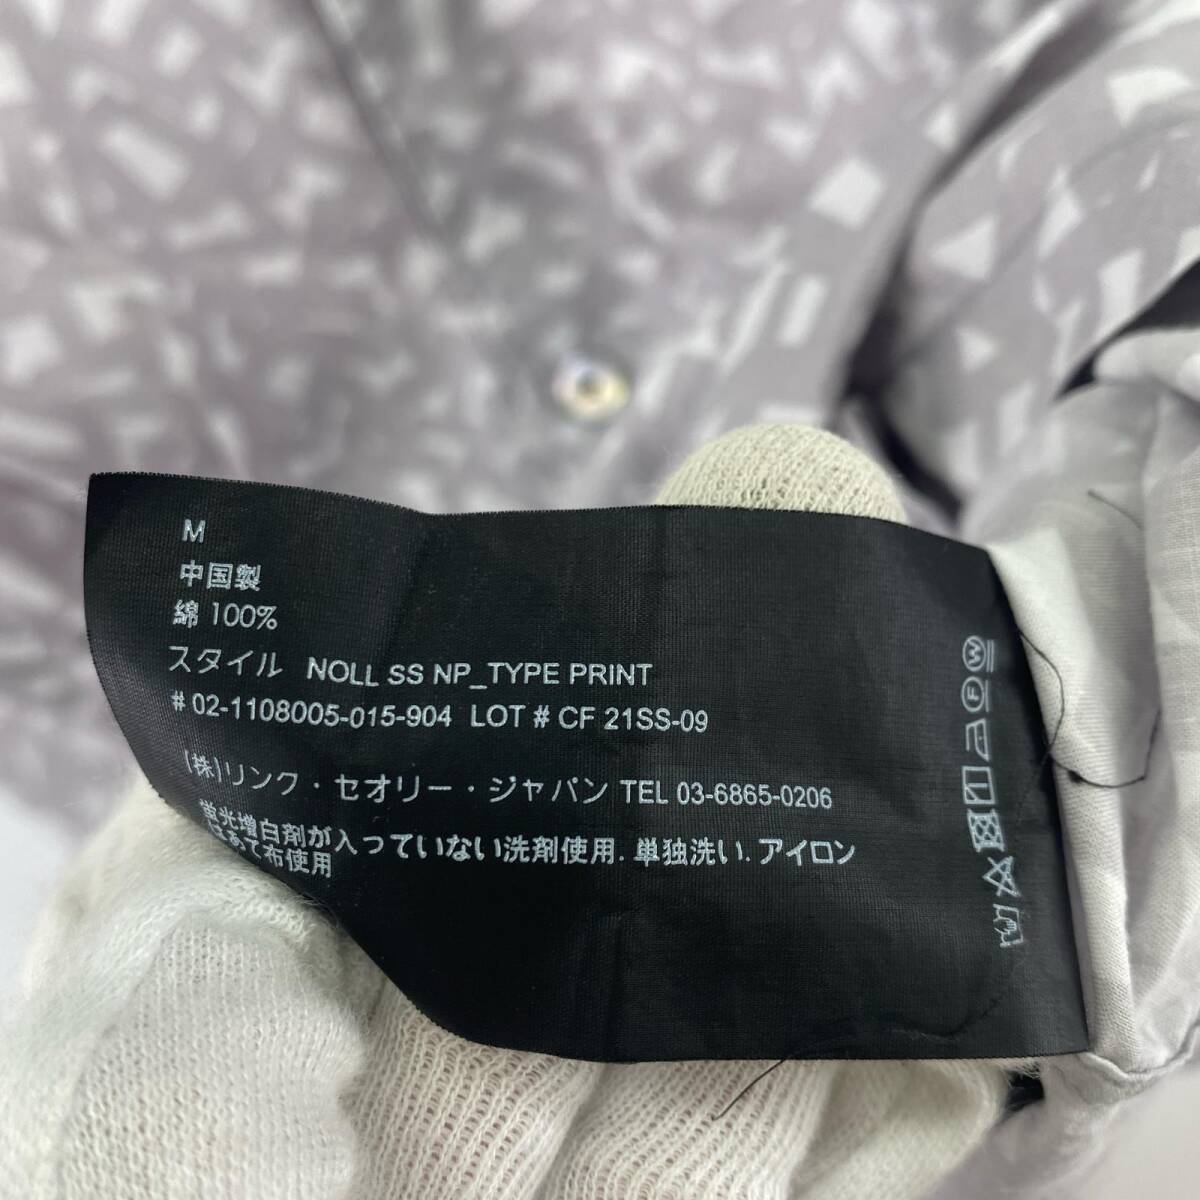 M
中国製
綿 100%
スタイル NOLL SS NP_TYPE PRINT
# 02-1108005-015-904 LOT # CF 21SS-09
(株)リンク・セオリー・ジャパン TEL 03-6865-0206
蛍光増白剤が入っていない洗剤使用. 単独洗い. アイロン
はあて布使用